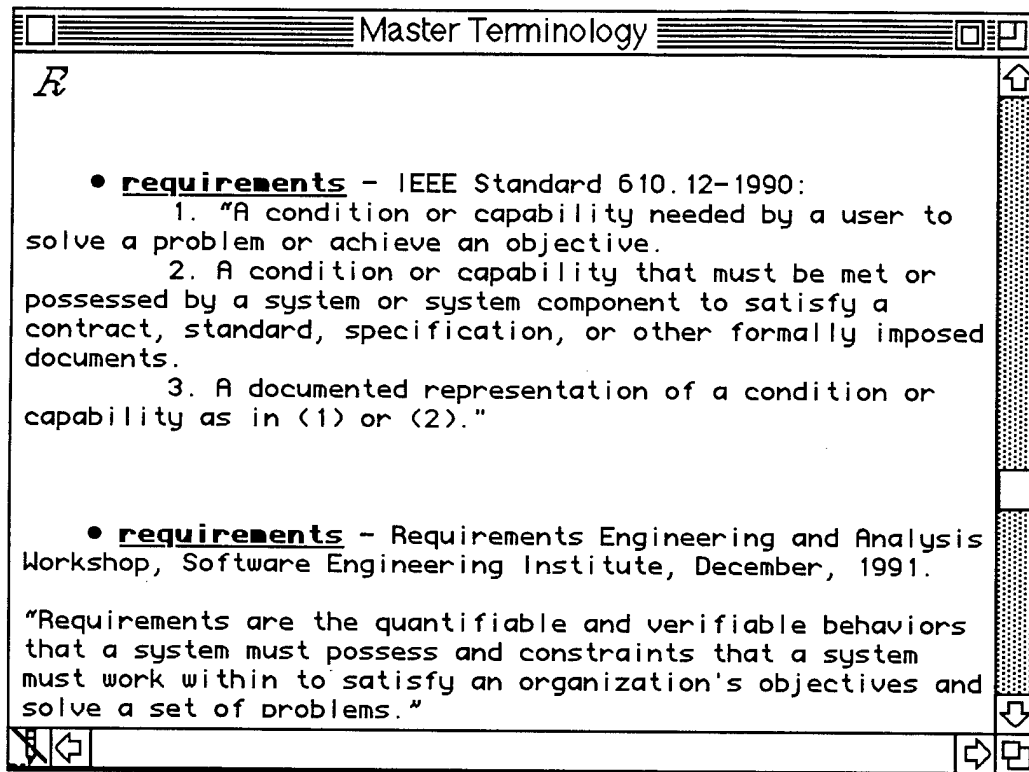 Master Terminology
• requirements - IEEE Standard 610.12-1990:
1. "A condition or capability needed by a user to
solve a problem or achieve an objective.
2. A condition or capability that must be met or
possessed by a system or system component to satisfy a
contract, standard, specification, or other formally imposed
documents.
3. A documented representation of a condition or
capability as in (1) or (2)."
• requirements - Requirements Engineering and Analysis
Workshop, Software Engineering Institute, December, 1991.
"Requirements are the quantifiable and verifiable behaviors
that a system must possess and constraints that a system
must work within to satisfy an organization's objectives and
solve a set of problems."